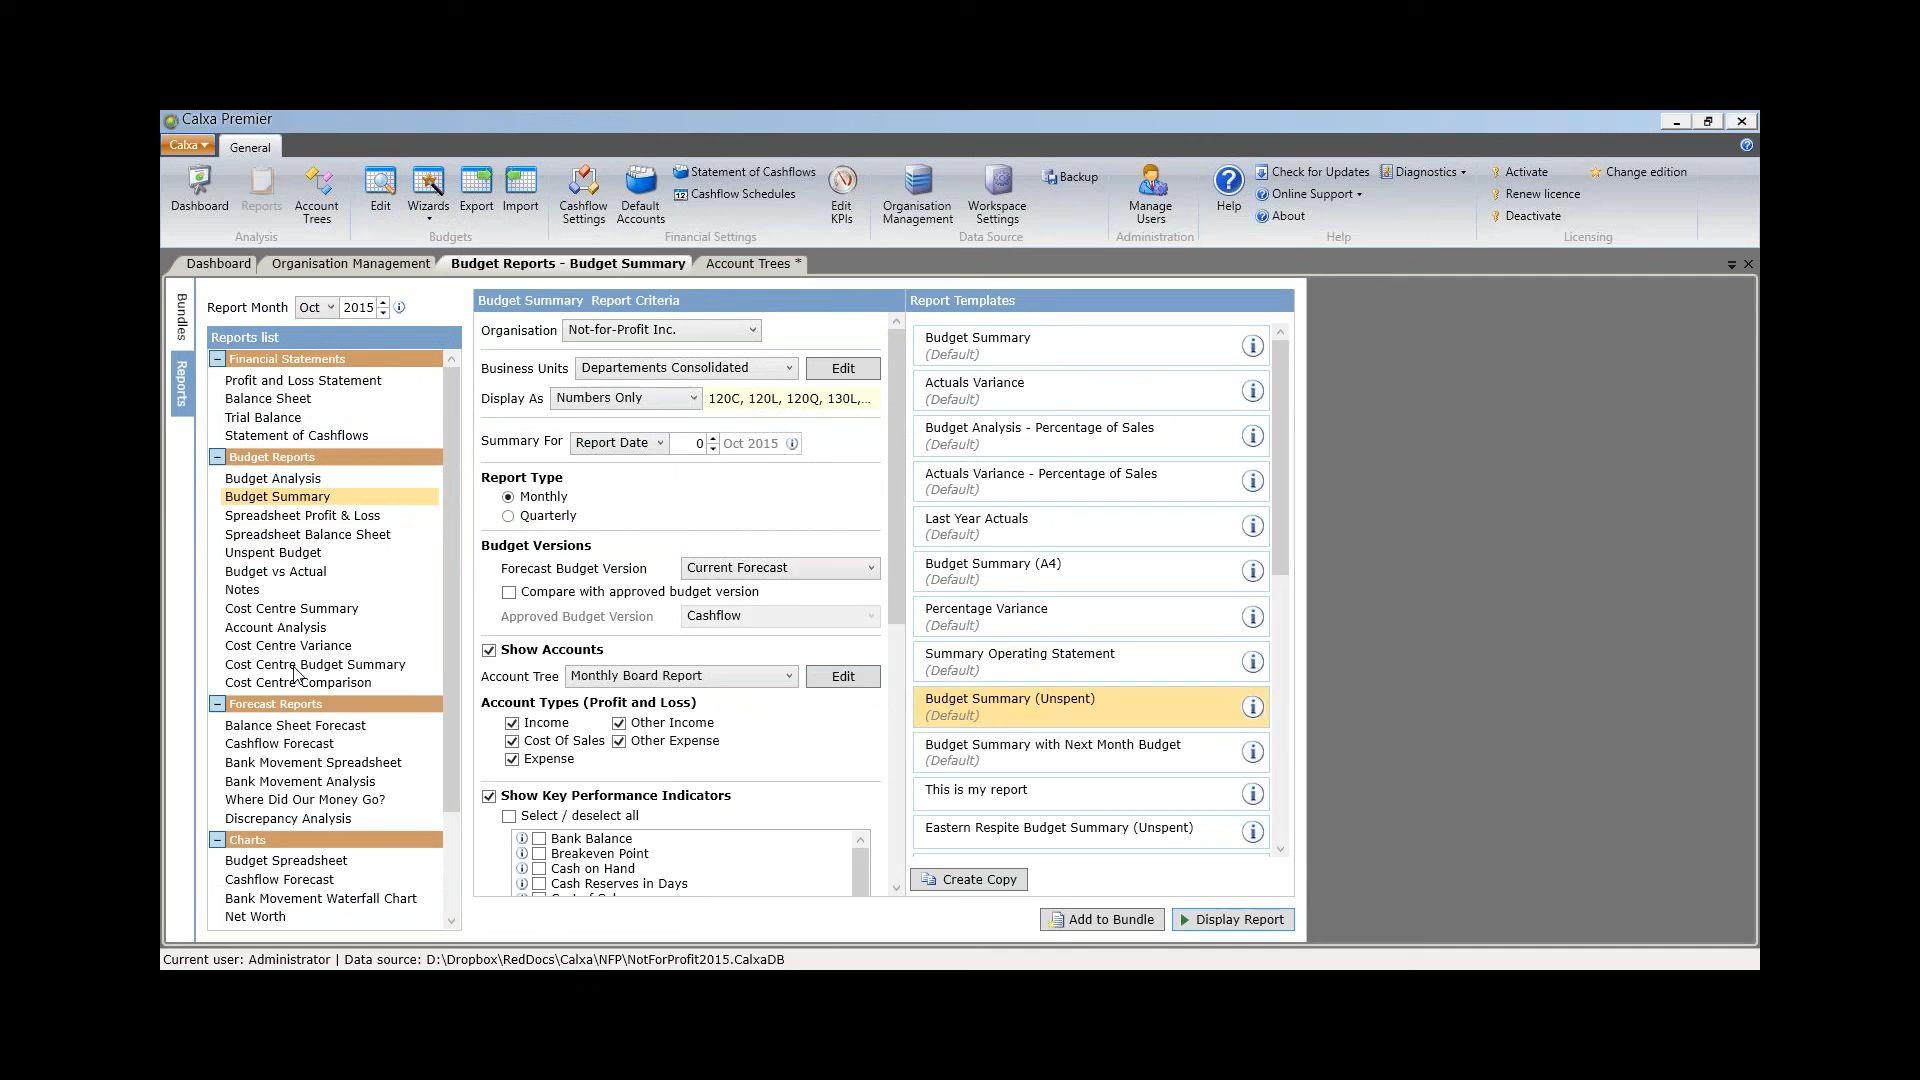 Calxa Premier
Calxa
General
Dashboard
Reports
Account Trees
Analysis
Edit
Wizards
Export
Import
Budgets
Cashflow Settings
Default Accounts
Statement of Cashflows
Cashflow Schedules
Edit KPIs
Financial Settings
Organisation Management
Workspace Settings
Backup
Data Source
Manage Users
Administration
Help
Check for Updates
Online Support
About
Diagnostics
Help
Activate
Renew licence
Deactivate
Change edition
Licensing
Dashboard
Organisation Management
Budget Reports - Budget Summary
Account Trees *
Bundles
Reports
Report Month Oct 2015
Reports list
Financial Statements
Profit and Loss Statement
Balance Sheet
Trial Balance
Statement of Cashflows
Budget Reports
Budget Analysis
Budget Summary
Spreadsheet Profit & Loss
Spreadsheet Balance Sheet
Unspent Budget
Budget vs Actual
Notes
Cost Centre Summary
Account Analysis
Cost Centre Variance
Cost Centre Budget Summary
Cost Centre Comparison
Forecast Reports
Balance Sheet Forecast
Cashflow Forecast
Bank Movement Spreadsheet
Bank Movement Analysis
Where Did Our Money Go?
Discrepancy Analysis
Charts
Budget Spreadsheet
Cashflow Forecast
Bank Movement Waterfall Chart
Net Worth
Budget Summary Report Criteria
Organisation Not-for-Profit Inc.
Business Units Departements Consolidated Edit
Display As Numbers Only 120C, 120L, 120Q, 130L,...
Summary For Report Date 0 Oct 2015
Report Type
Monthly
Quarterly
Budget Versions
Forecast Budget Version Current Forecast
Compare with approved budget version
Approved Budget Version Cashflow
Show Accounts
Account Tree Monthly Board Report Edit
Account Types (Profit and Loss)
Income Other Income
Cost Of Sales Other Expense
Expense
Show Key Performance Indicators
Select / deselect all
Bank Balance
Breakeven Point
Cash on Hand
Cash Reserves in Days
Report Templates
Budget Summary
(Default)
Actuals Variance
(Default)
Budget Analysis - Percentage of Sales
(Default)
Actuals Variance - Percentage of Sales
(Default)
Last Year Actuals
(Default)
Budget Summary (A4)
(Default)
Percentage Variance
(Default)
Summary Operating Statement
(Default)
Budget Summary (Unspent)
(Default)
Budget Summary with Next Month Budget
(Default)
This is my report
Eastern Respite Budget Summary (Unspent)
Create Copy
Add to Bundle
Display Report
Current user: Administrator | Data source: D:\Dropbox\RedDocs\Calxa\NFP\NotForProfit2015.CalxaDB